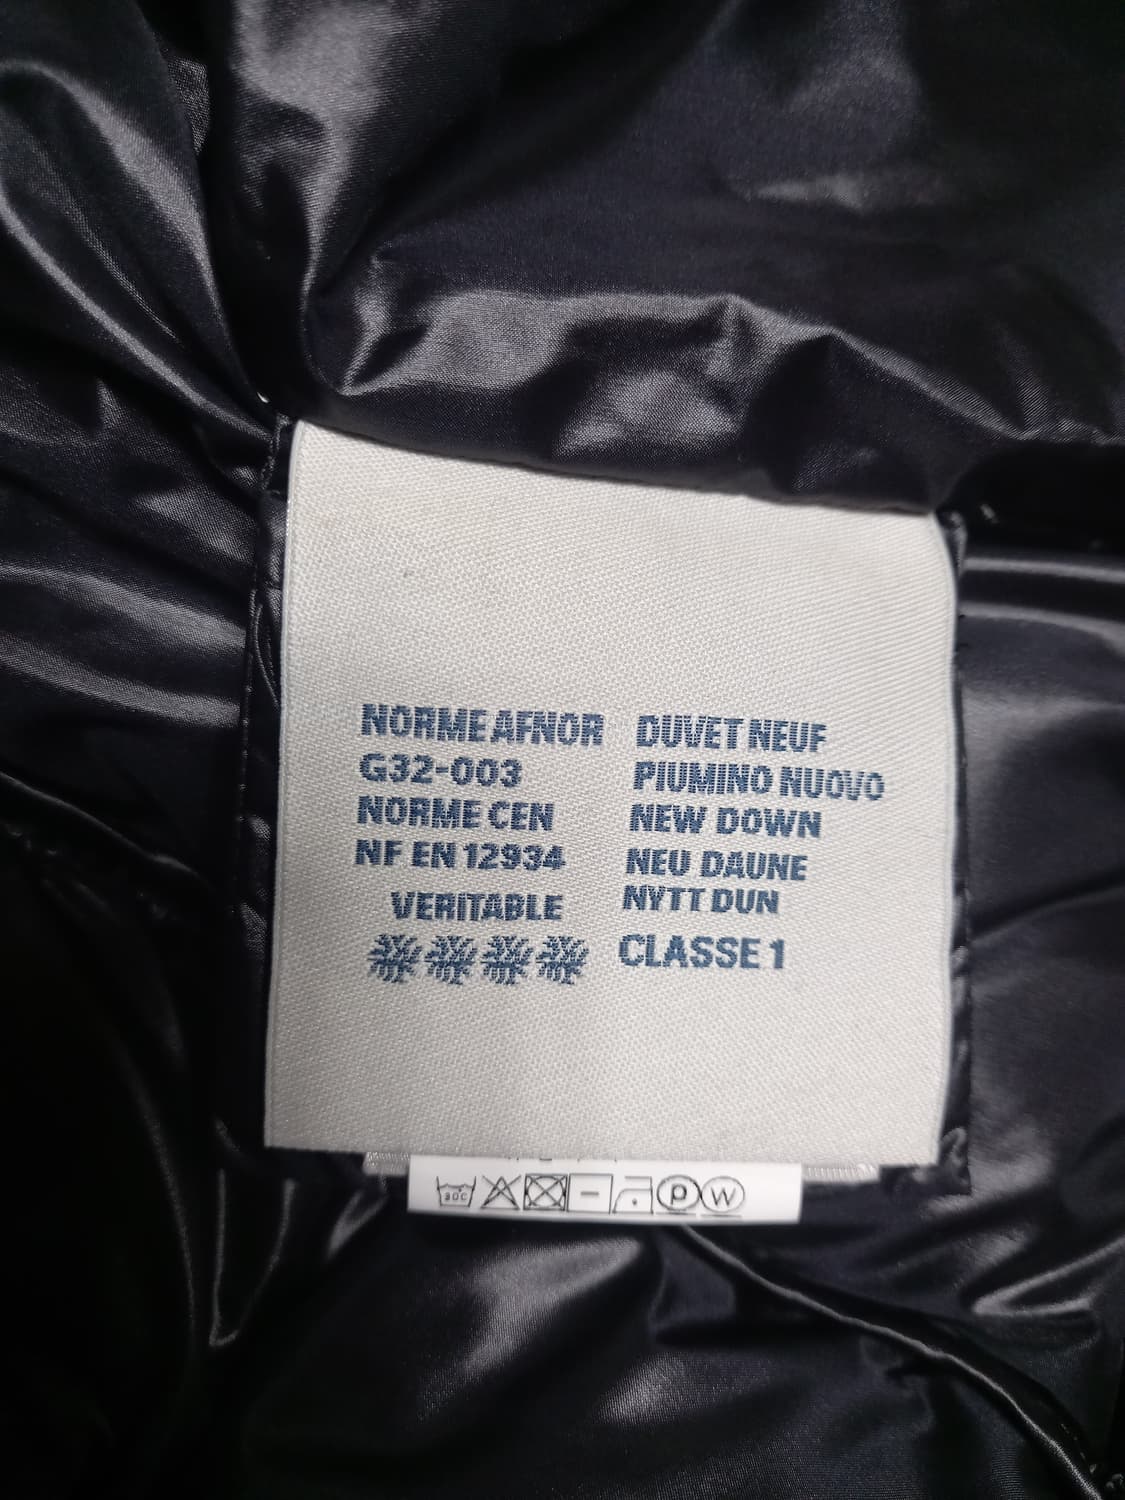 NORME AFNOR
G32-003
NORME CEN
NF EN 12934
VERITABLE
DUVET NEUF
PIUMINO NUOVO
NEW DOWN
NEU DAUNE
NYTT DUN
CLASSE 1
30C
P W